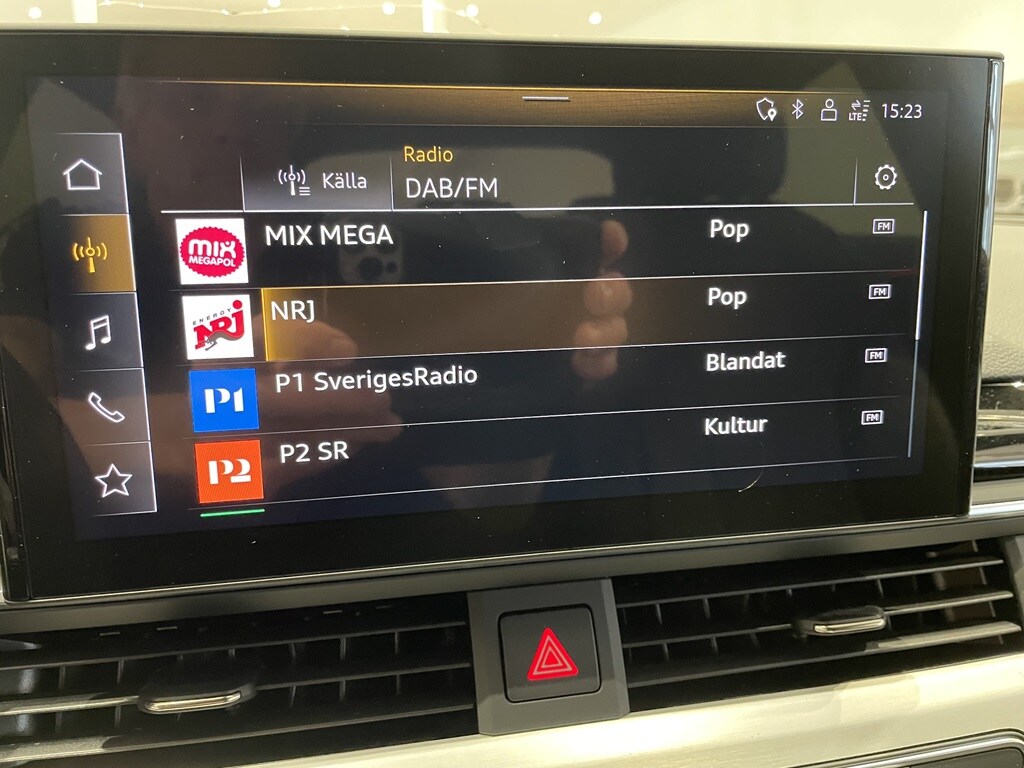 LTE 15:23
Källa
Radio
DAB/FM
MIX MEGAPOL MIX MEGA Pop FM
ENERGY NRJ NRJ Pop FM
P1 P1 SverigesRadio Blandat FM
P2 P2 SR Kultur FM